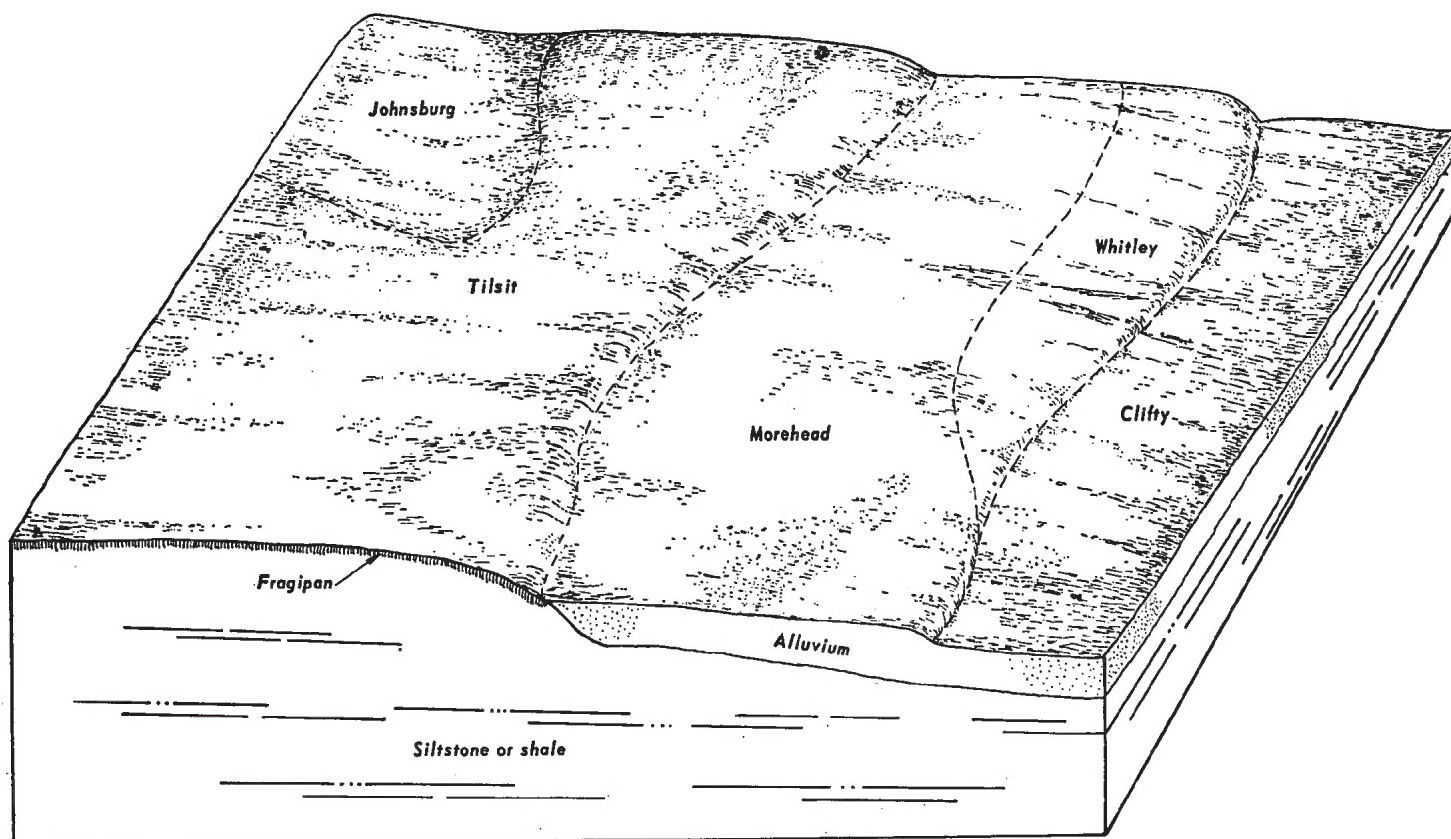 Johnsburg
Tilsit
Whitley
Clifty
Morehead
Fragipan
Alluvium
Siltstone or shale